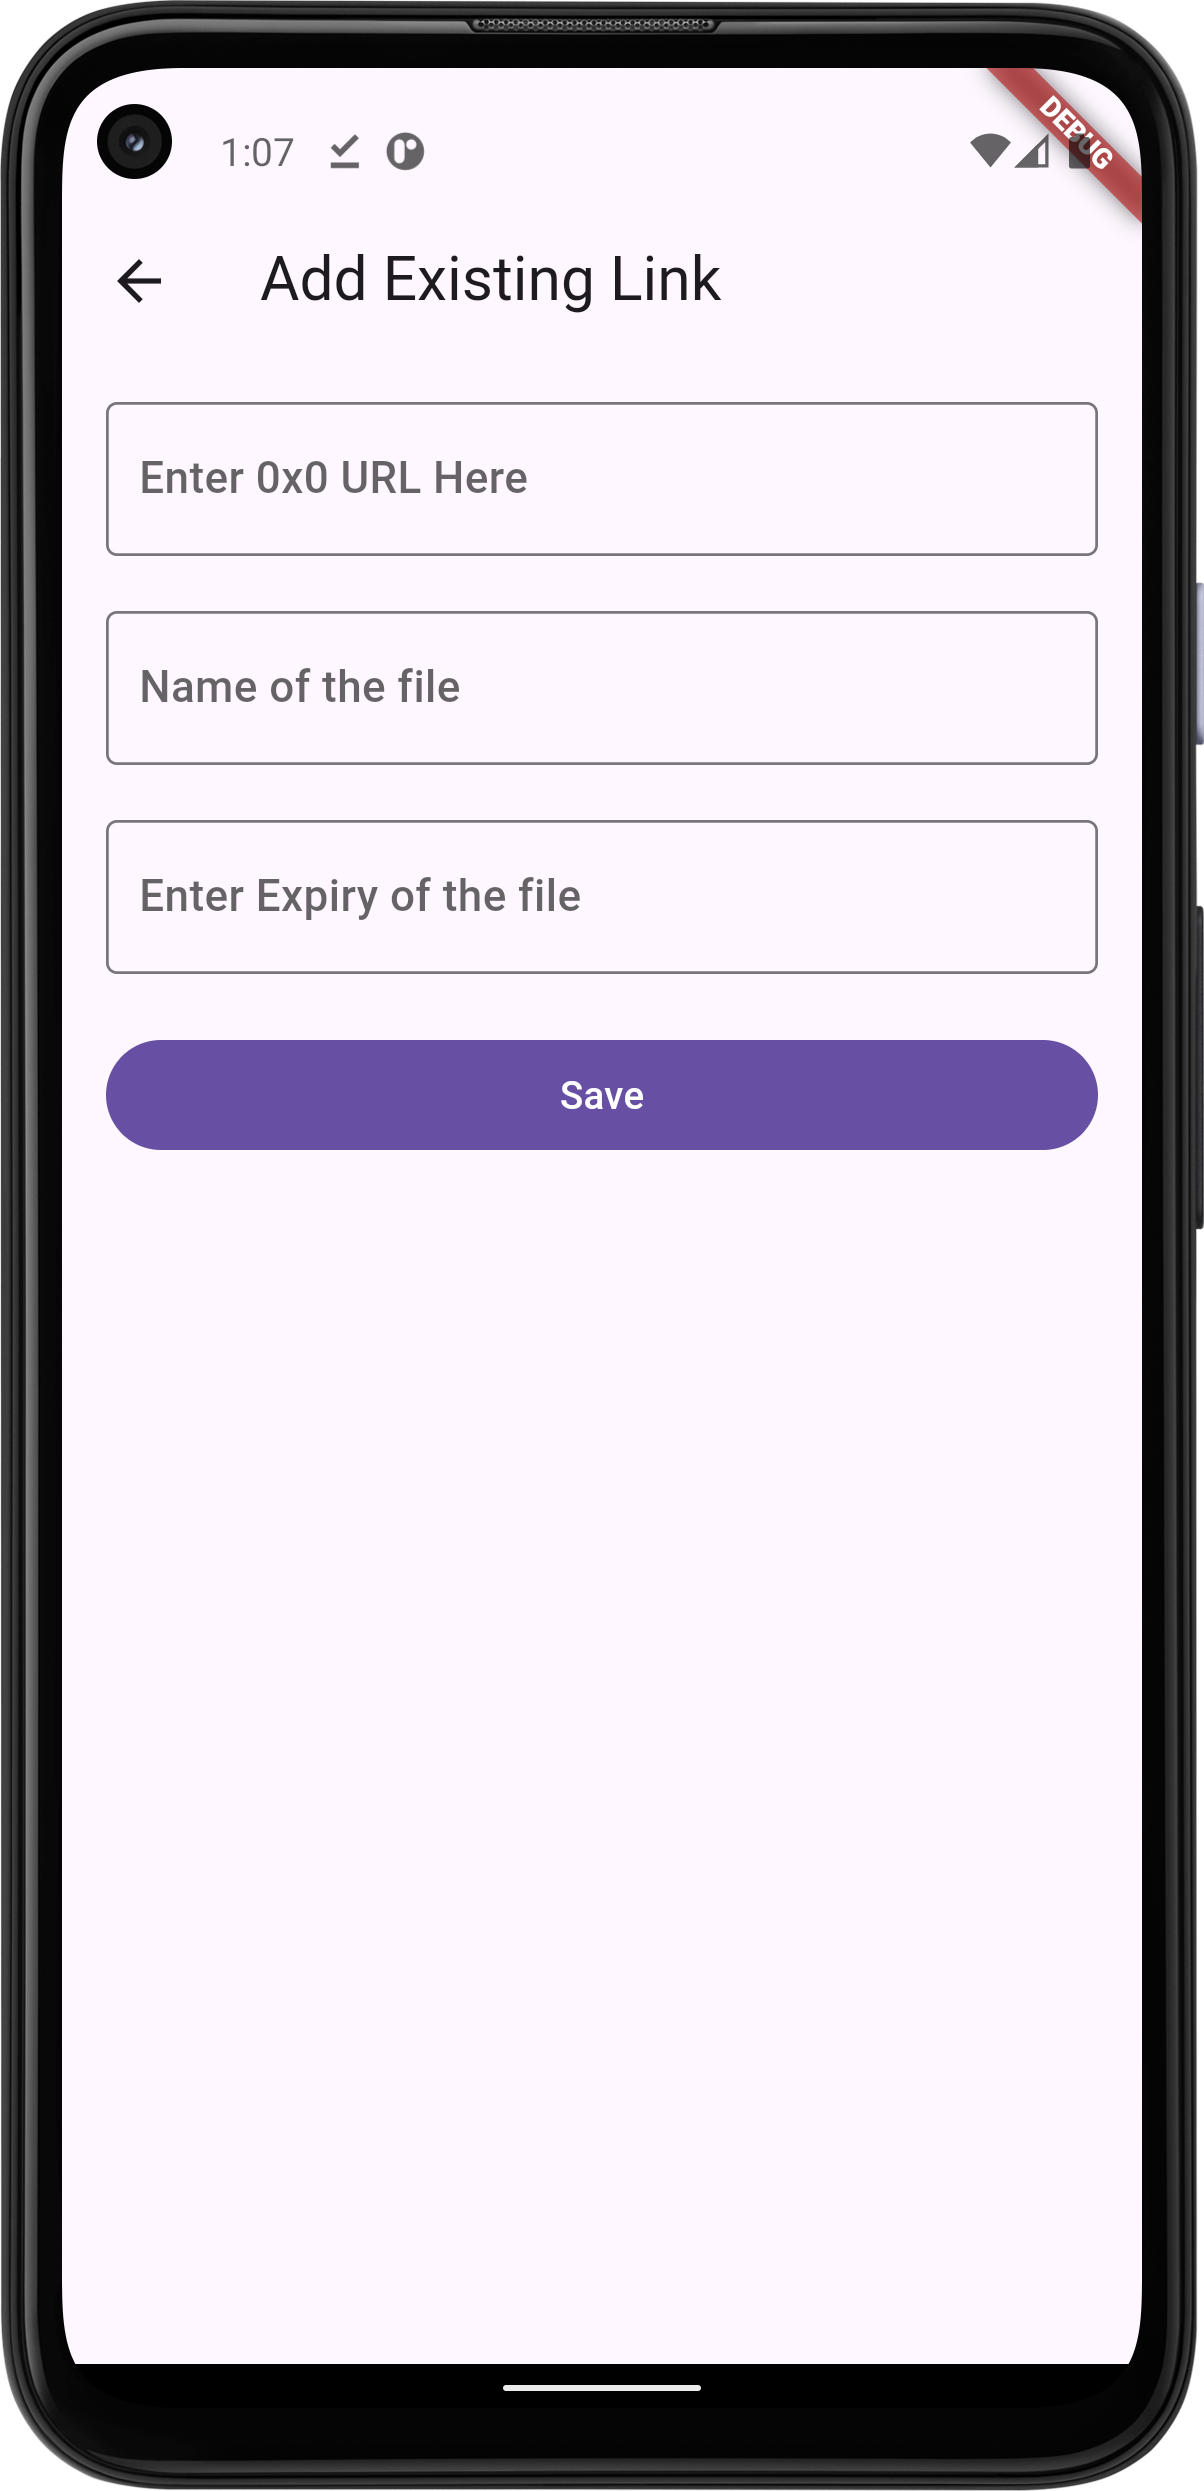 1:07
DEBUG
Add Existing Link
Enter 0x0 URL Here
Name of the file
Enter Expiry of the file
Save